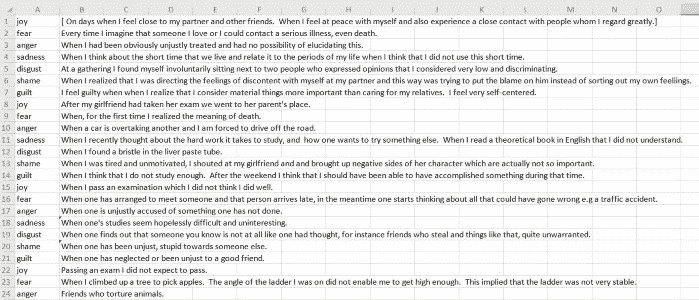 A B C D E F G H I J K L M N O
1 joy [ On days when I feel close to my partner and other friends.  When I feel at peace with myself and also experience a close contact with people whom I regard greatly.]
2 fear Every time I imagine that someone I love or I could contact a serious illness, even death.
3 anger When I had been obviously unjustly treated and had no possibility of elucidating this.
4 sadness When I think about the short time that we live and relate it to the periods of my life when I think that I did not use this short time.
5 disgust At a gathering I found myself involuntarily sitting next to two people who expressed opinions that I considered very low and discriminating.
6 shame When I realized that I was directing the feelings of discontent with myself at my partner and this way was trying to put the blame on him instead of sorting out my own feeliings.
7 guilt I feel guilty when when I realize that I consider material things more important than caring for my relatives.  I feel very self-centered.
8 joy After my girlfriend had taken her exam we went to her parent's place.
9 fear When, for the first time I realized the meaning of death.
10 anger When a car is overtaking another and I am forced to drive off the road.
11 sadness When I recently thought about the hard work it takes to study, and  how one wants to try something else.  When I read a theoretical book in English that I did not understand.
12 disgust When I found a bristle in the liver paste tube.
13 shame When I was tired and unmotivated, I shouted at my girlfriend and and brought up negative sides of her character which are actually not so important.
14 guilt When I think that I do not study enough.  After the weekend I think that I should have been able to have accomplished something during that time.
15 joy When I pass an examination which I did not think I did well.
16 fear When one has arranged to meet someone and that person arrives late, in the meantime one starts thinking about all that could have gone wrong e.g a traffic accident.
17 anger When one is unjustly accused of something one has not done.
18 sadness When one's studies seem hopelessly difficult and uninteresting.
19 disgust When one finds out that someone you know is not at all like one had thought, for instance friends who steal and things like that, quite unwarranted.
20 shame When one has been unjust, stupid towards someone else.
21 guilt When one has neglected or been unjust to a good friend.
22 joy Passing an exam I did not expect to pass.
23 fear When I climbed up a tree to pick apples.  The angle of the ladder I was on did not enable me to get high enough.  This implied that the ladder was not very stable.
24 anger Friends who torture animals.